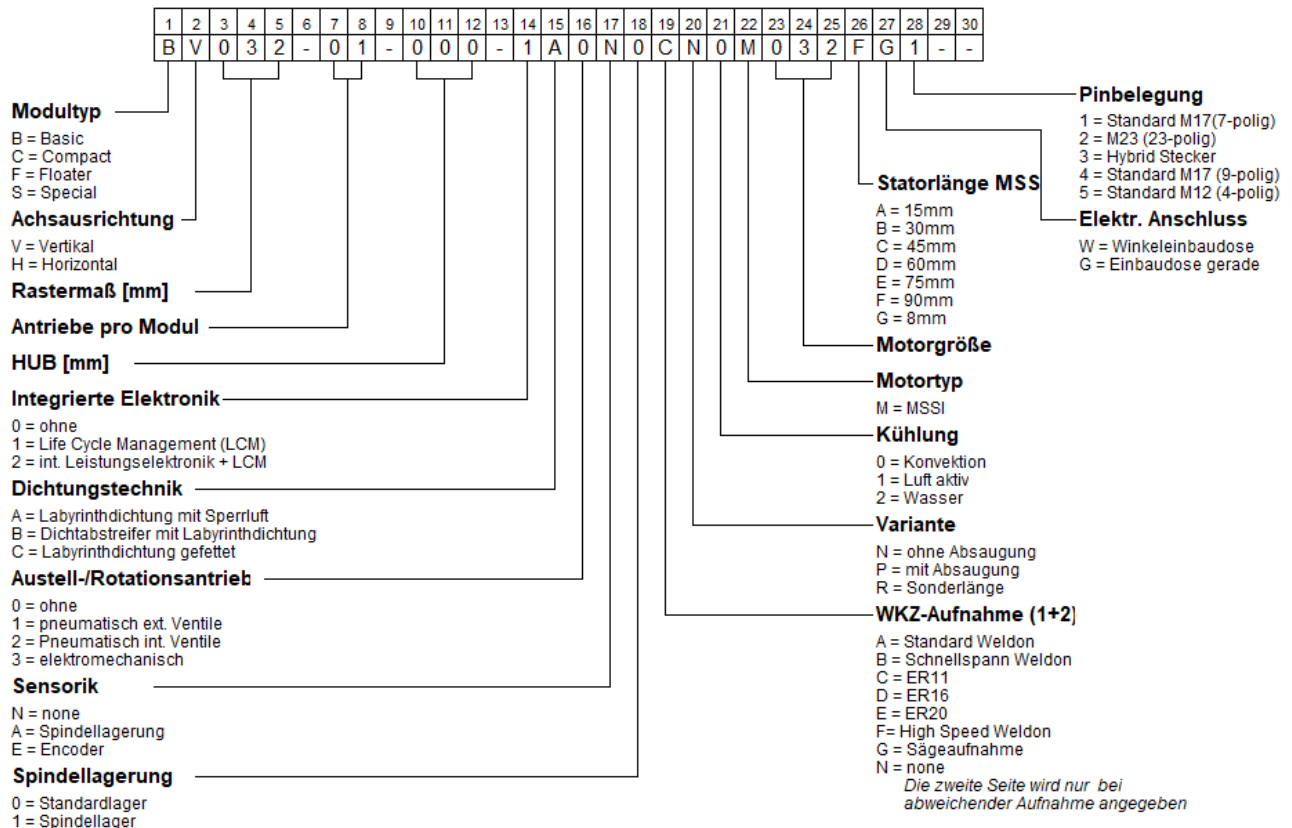 1 2 3 4 5 6 7 8 9 10 11 12 13 14 15 16 17 18 19 20 21 22 23 24 25 26 27 28 29 30
B V 0 3 2 - 0 1 - 0 0 0 - 1 A 0 N 0 C N 0 M 0 3 2 F G 1 - -
Modultyp
B = Basic
C = Compact
F = Floater
S = Special
Achsausrichtung
V = Vertikal
H = Horizontal
Rastermaß [mm]
Antriebe pro Modul
HUB [mm]
Integrierte Elektronik
0 = ohne
1 = Life Cycle Management (LCM)
2 = int. Leistungselektronik + LCM
Dichtungstechnik
A = Labyrinthdichtung mit Sperrluft
B = Dichtabstreifer mit Labyrinthdichtung
C = Labyrinthdichtung gefettet
Austell-/Rotationsantrieb
0 = ohne
1 = pneumatisch ext. Ventile
2 = Pneumatisch int. Ventile
3 = elektromechanisch
Sensorik
N = none
A = Spindellagerung
E = Encoder
Spindellagerung
0 = Standardlager
1 = Spindellager
Statorlänge MSS
A = 15mm
B = 30mm
C = 45mm
D = 60mm
E = 75mm
F = 90mm
G = 8mm
Motorgröße
Motortyp
M = MSSI
Kühlung
0 = Konvektion
1 = Luft aktiv
2 = Wasser
Variante
N = ohne Absaugung
P = mit Absaugung
R = Sonderlänge
WKZ-Aufnahme (1+2)
A = Standard Weldon
B = Schnellspann Weldon
C = ER11
D = ER16
E = ER20
F= High Speed Weldon
G = Sägeaufnahme
N = none
Die zweite Seite wird nur bei
abweichender Aufnahme angegeben
Pinbelegung
1 = Standard M17(7-polig)
2 = M23 (23-polig)
3 = Hybrid Stecker
4 = Standard M17 (9-polig)
5 = Standard M12 (4-polig)
Elektr. Anschluss
W = Winkeleinbaudose
G = Einbaudose gerade